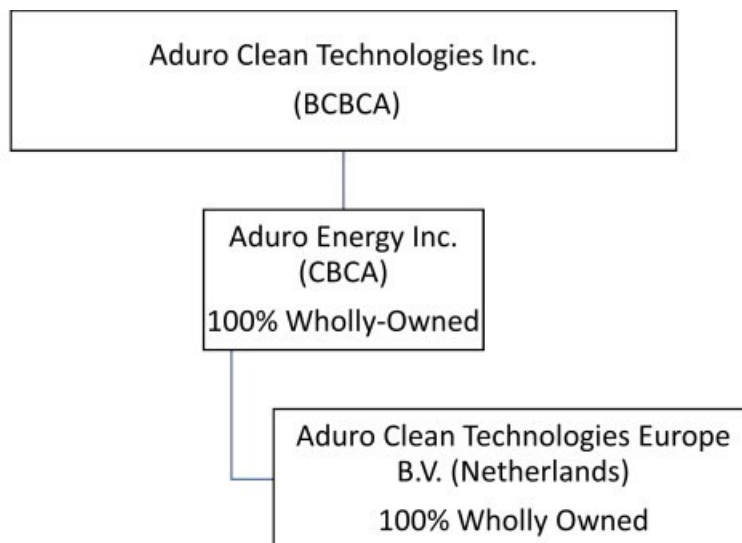 Aduro Clean Technologies Inc.
(BCBCA)
Aduro Energy Inc.
(CBCA)
100% Wholly-Owned
Aduro Clean Technologies Europe
B.V. (Netherlands)
100% Wholly Owned